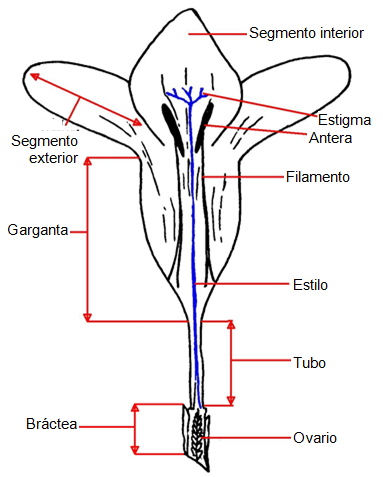 Segmento interior
Estigma
Antera
Segmento
exterior
Filamento
Garganta
Estilo
Tubo
Bráctea
Ovario